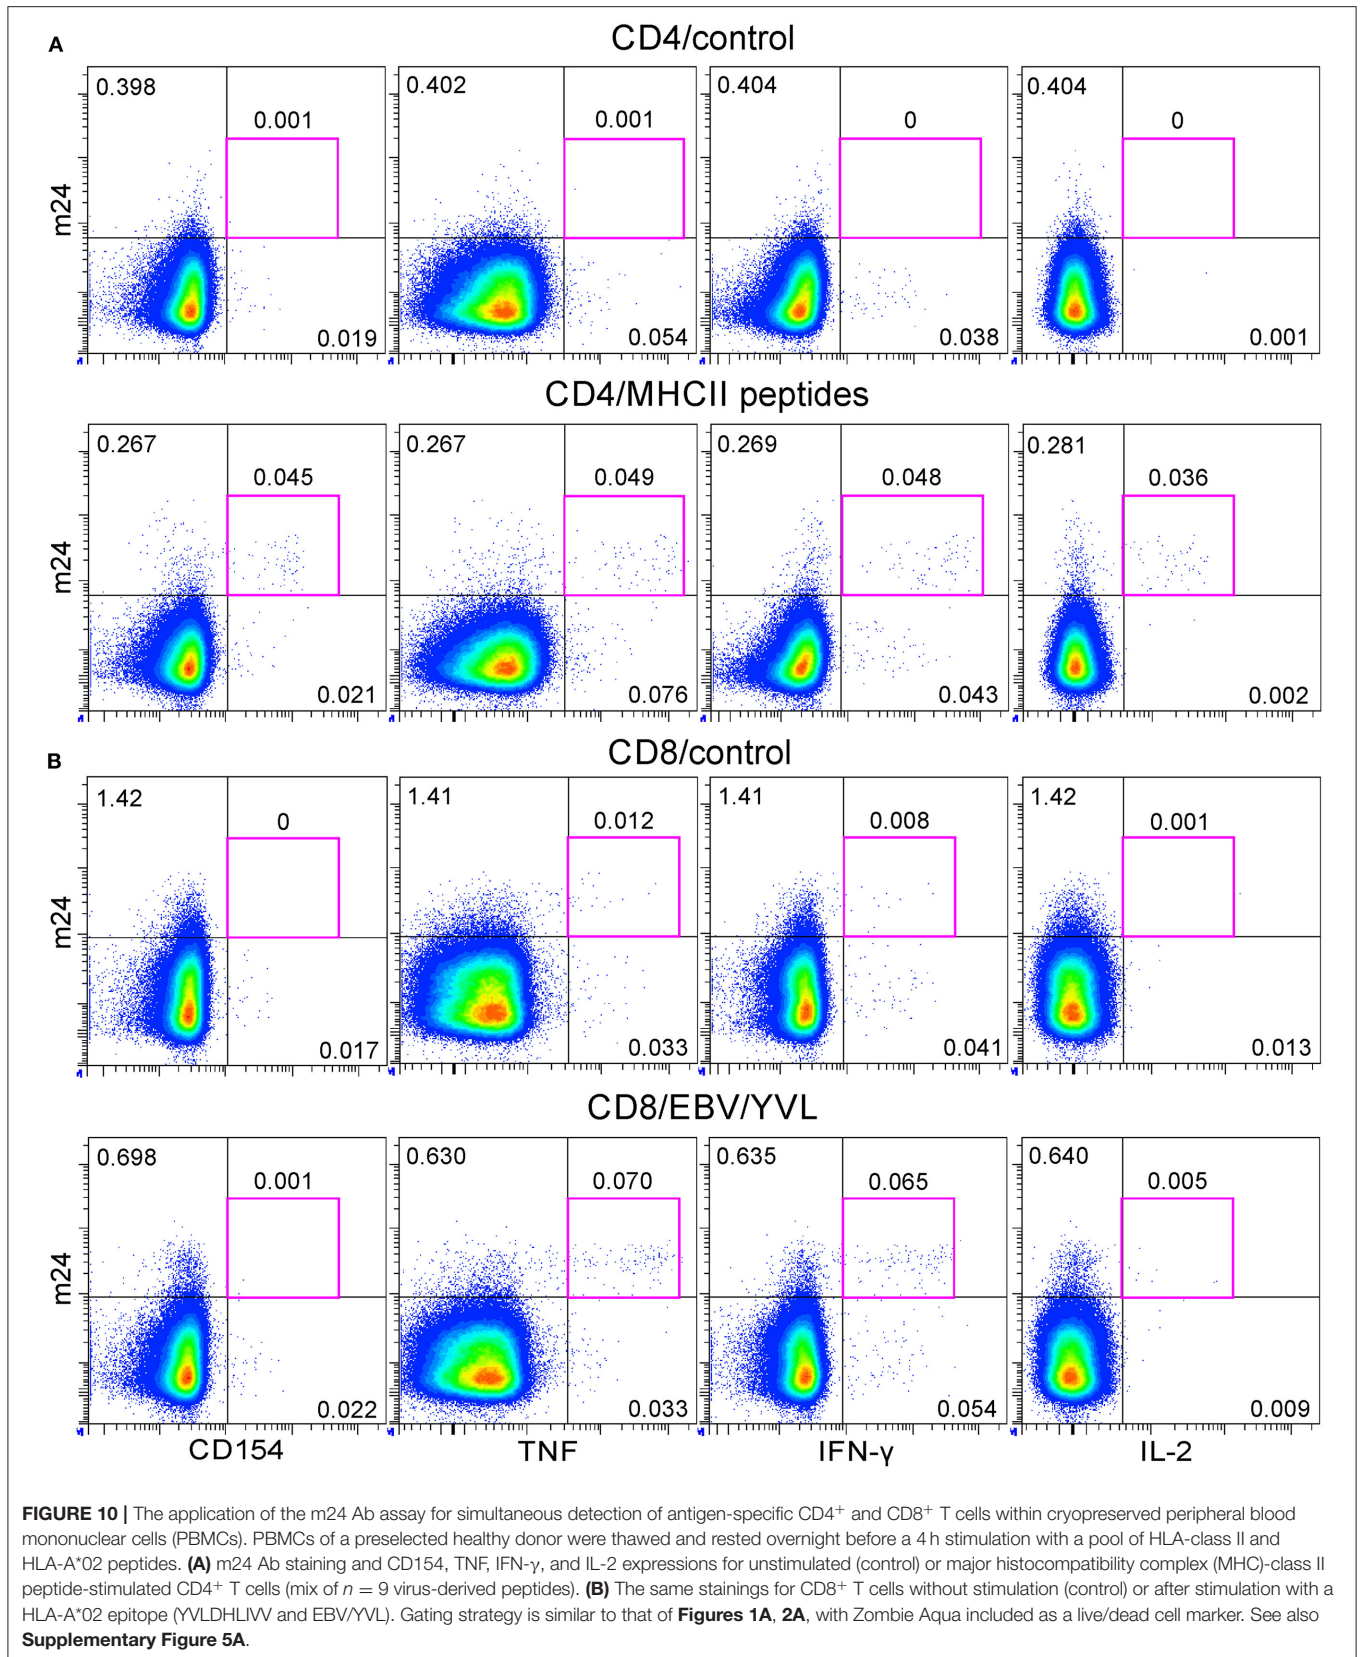 A
CD4/control
0.398
0.001
0.402
0.001
0.404
0
0.404
0
m24
0.019
0.054
0.038
0.001
CD4/MHCII peptides
0.267
0.045
0.267
0.049
0.269
0.048
0.281
0.036
m24
0.021
0.076
0.043
0.002
B
CD8/control
1.42
0
1.41
0.012
1.41
0.008
1.42
0.001
m24
0.017
0.033
0.041
0.013
CD8/EBV/YVL
0.698
0.001
0.630
0.070
0.635
0.065
0.640
0.005
m24
0.022
0.033
0.054
0.009
CD154
TNF
IFN-γ
IL-2
FIGURE 10 | The application of the m24 Ab assay for simultaneous detection of antigen-specific CD4+ and CD8+ T cells within cryopreserved peripheral blood
mononuclear cells (PBMCs). PBMCs of a preselected healthy donor were thawed and rested overnight before a 4 h stimulation with a pool of HLA-class II and
HLA-A*02 peptides. (A) m24 Ab staining and CD154, TNF, IFN-γ, and IL-2 expressions for unstimulated (control) or major histocompatibility complex (MHC)-class II
peptide-stimulated CD4+ T cells (mix of n = 9 virus-derived peptides). (B) The same stainings for CD8+ T cells without stimulation (control) or after stimulation with a
HLA-A*02 epitope (YVLDHLIVV and EBV/YVL). Gating strategy is similar to that of Figures 1A, 2A, with Zombie Aqua included as a live/dead cell marker. See also
Supplementary Figure 5A.